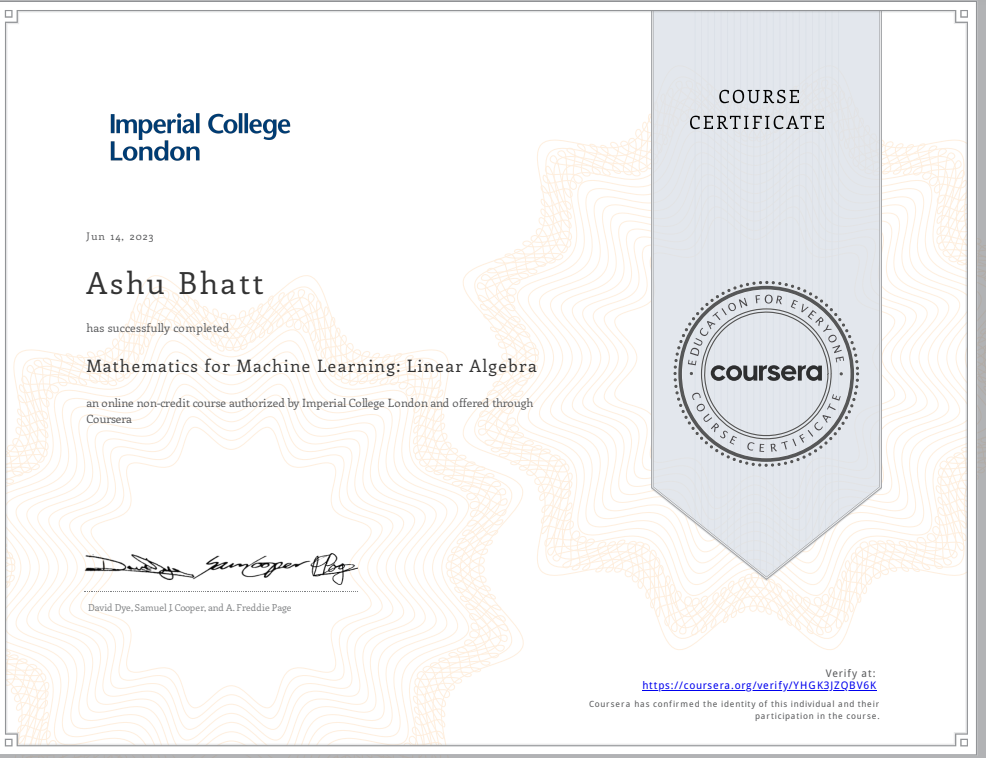 COURSE
CERTIFICATE
Imperial College
London
Jun 14, 2023
Ashu Bhatt
has successfully completed
Mathematics for Machine Learning: Linear Algebra
an online non-credit course authorized by Imperial College London and offered through
Coursera
EDUCATION FOR EVERYONE
coursera
COURSE CERTIFICATE
David Dye, Samuel J. Cooper, and A. Freddie Page
Verify at:
https://coursera.org/verify/YHGK3JZQBV6K
Coursera has confirmed the identity of this individual and their
participation in the course.